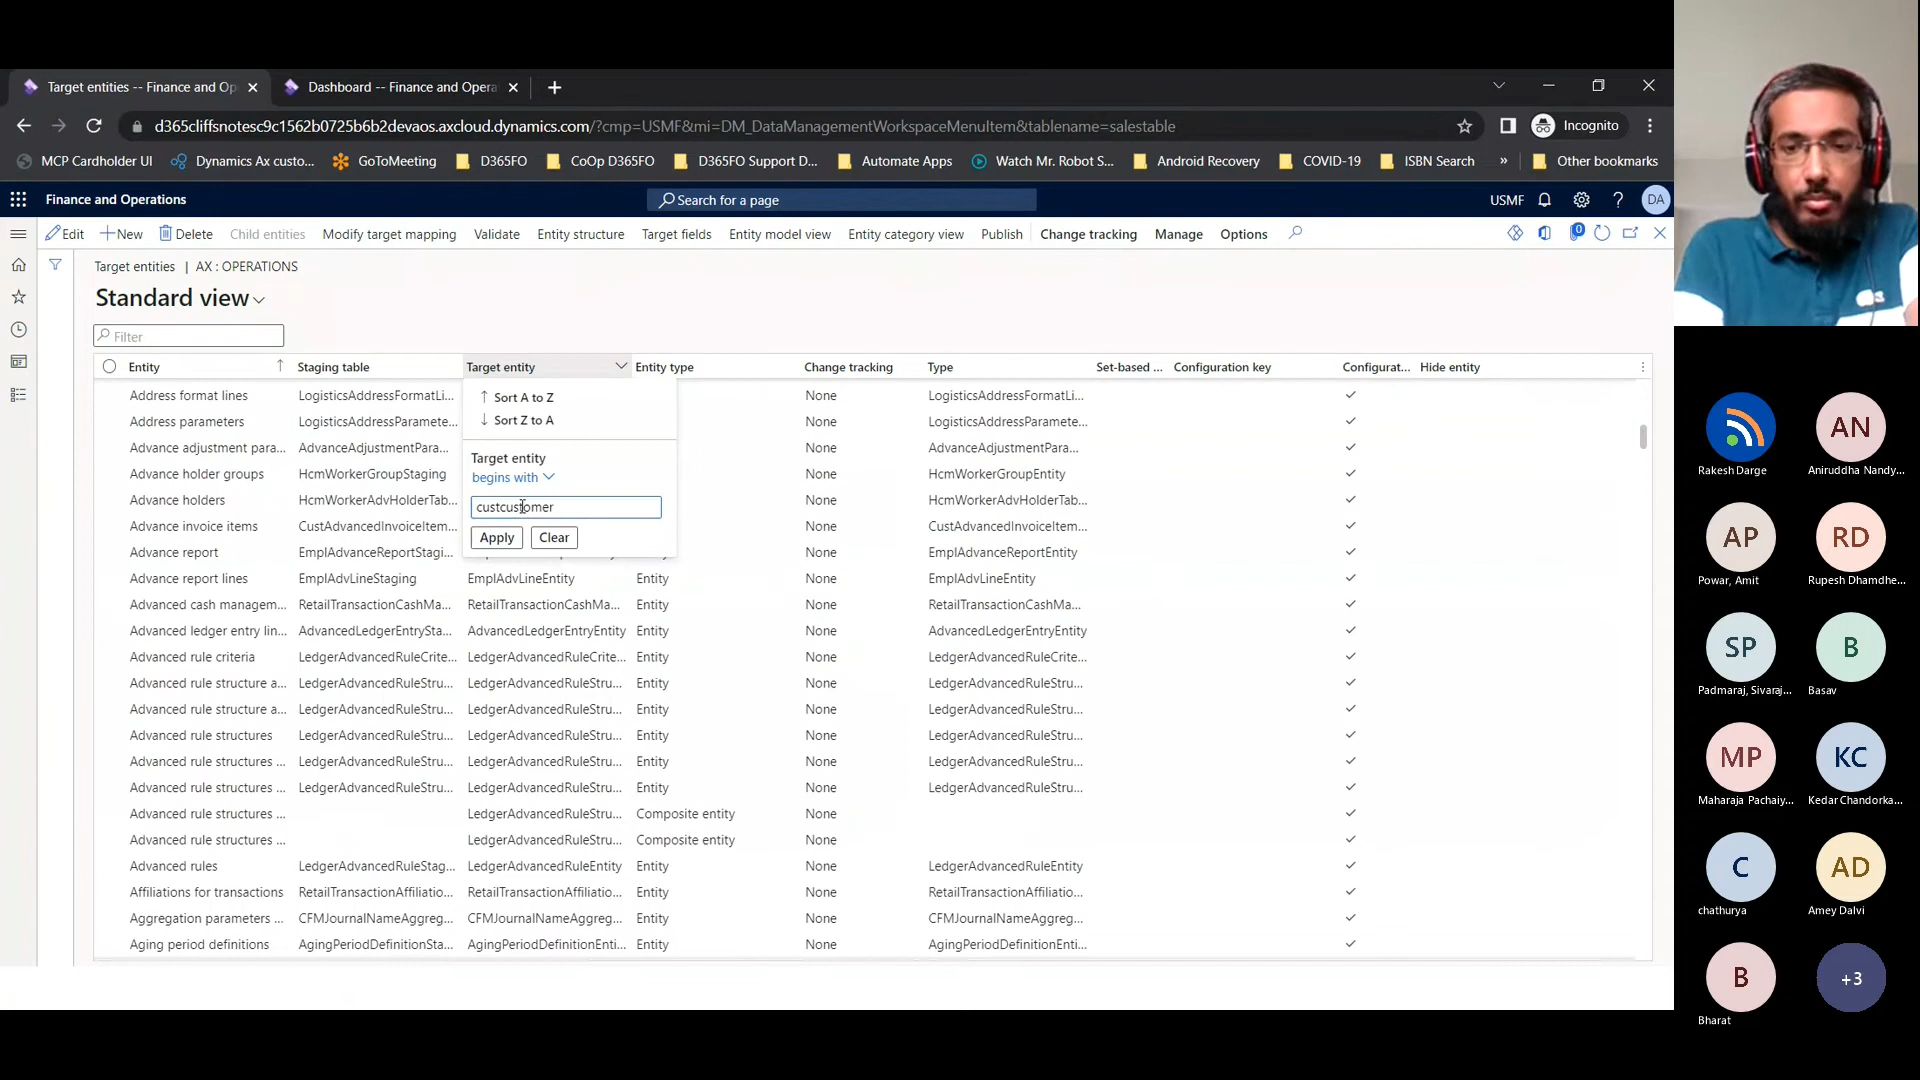 Target entities -- Finance and Op
Dashboard -- Finance and Opera
d365cliffsnotesc9c1562b0725b6b2devaos.axcloud.dynamics.com/?cmp=USMF&mi=DM_DataManagementWorkspaceMenuItem&tablename=salestable
Incognito
MCP Cardholder UI Dynamics Ax custo... GoToMeeting D365FO CoOp D365FO D365FO Support D... Automate Apps Watch Mr. Robot S... Android Recovery COVID-19 ISBN Search » Other bookmarks
Finance and Operations Search for a page USMF ? DA
Edit New Delete Child entities Modify target mapping Validate Entity structure Target fields Entity model view Entity category view Publish Change tracking Manage Options 0
Target entities | AX : OPERATIONS
Standard view
Filter
Entity Staging table Target entity Entity type Change tracking Type Set-based ... Configuration key Configurat... Hide entity
Address format lines LogisticsAddressFormatLi... None LogisticsAddressFormatLi...
Address parameters LogisticsAddressParamete... None LogisticsAddressParamete...
Advance adjustment para... AdvanceAdjustmentPara... None AdvanceAdjustmentPara...
Advance holder groups HcmWorkerGroupStaging None HcmWorkerGroupEntity
Advance holders HcmWorkerAdvHolderTab... None HcmWorkerAdvHolderTab...
Advance invoice items CustAdvancedInvoiceItem... None CustAdvancedInvoiceItem...
Advance report EmplAdvanceReportStagi... None EmplAdvanceReportEntity
Sort A to Z
Sort Z to A
Target entity
begins with
custcustomer
Apply Clear
Advance report lines EmplAdvLineStaging EmplAdvLineEntity Entity None EmplAdvLineEntity
Advanced cash managem... RetailTransactionCashMa... RetailTransactionCashMa... Entity None RetailTransactionCashMa...
Advanced ledger entry lin... AdvancedLedgerEntrySta... AdvancedLedgerEntryEntity Entity None AdvancedLedgerEntryEntity
Advanced rule criteria LedgerAdvancedRuleCrite... LedgerAdvancedRuleCrite... Entity None LedgerAdvancedRuleCrite...
Advanced rule structure a... LedgerAdvancedRuleStru... LedgerAdvancedRuleStru... Entity None LedgerAdvancedRuleStru...
Advanced rule structure a... LedgerAdvancedRuleStru... LedgerAdvancedRuleStru... Entity None LedgerAdvancedRuleStru...
Advanced rule structures LedgerAdvancedRuleStru... LedgerAdvancedRuleStru... Entity None LedgerAdvancedRuleStru...
Advanced rule structures ... LedgerAdvancedRuleStru... LedgerAdvancedRuleStru... Entity None LedgerAdvancedRuleStru...
Advanced rule structures ... LedgerAdvancedRuleStru... LedgerAdvancedRuleStru... Entity None LedgerAdvancedRuleStru...
Advanced rule structures ... LedgerAdvancedRuleStru... Composite entity None
Advanced rule structures ... LedgerAdvancedRuleStru... Composite entity None
Advanced rules LedgerAdvancedRuleStag... LedgerAdvancedRuleEntity Entity None LedgerAdvancedRuleEntity
Affiliations for transactions RetailTransactionAffiliatio... RetailTransactionAffiliatio... Entity None RetailTransactionAffiliatio...
Aggregation parameters ... CFMJournalNameAggreg... CFMJournalNameAggreg... Entity None CFMJournalNameAggreg...
Aging period definitions AgingPeriodDefinitionSta... AgingPeriodDefinitionEnti... Entity None AgingPeriodDefinitionEnti...
AN
Rakesh Darge Aniruddha Nandy...
AP RD
Powar, Amit Rupesh Dhamdhe...
SP B
Padmaraj, Sivaraj... Basav
MP KC
Maharaja Pachaiy... Kedar Chandorka...
C AD
chathurya Amey Dalvi
B +3
Bharat